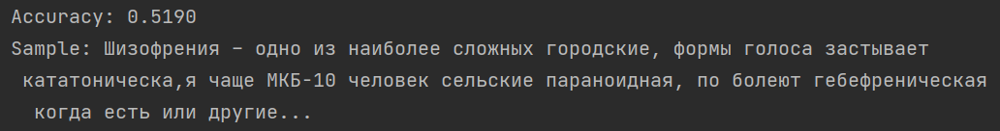 Accuracy: 0.5190
Sample: Шизофрения – одно из наиболее сложных городские, формы голоса застывает
кататоническа,я чаще МКБ-10 человек сельские параноидная, по болеют гебефреническая
когда есть или другие...